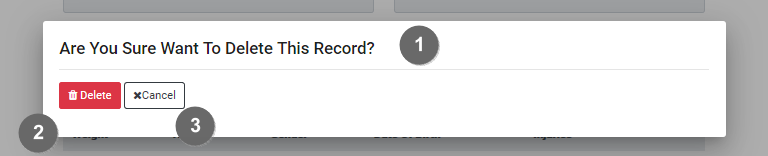 Are You Sure Want To Delete This Record? 1
Delete Cancel
2 3